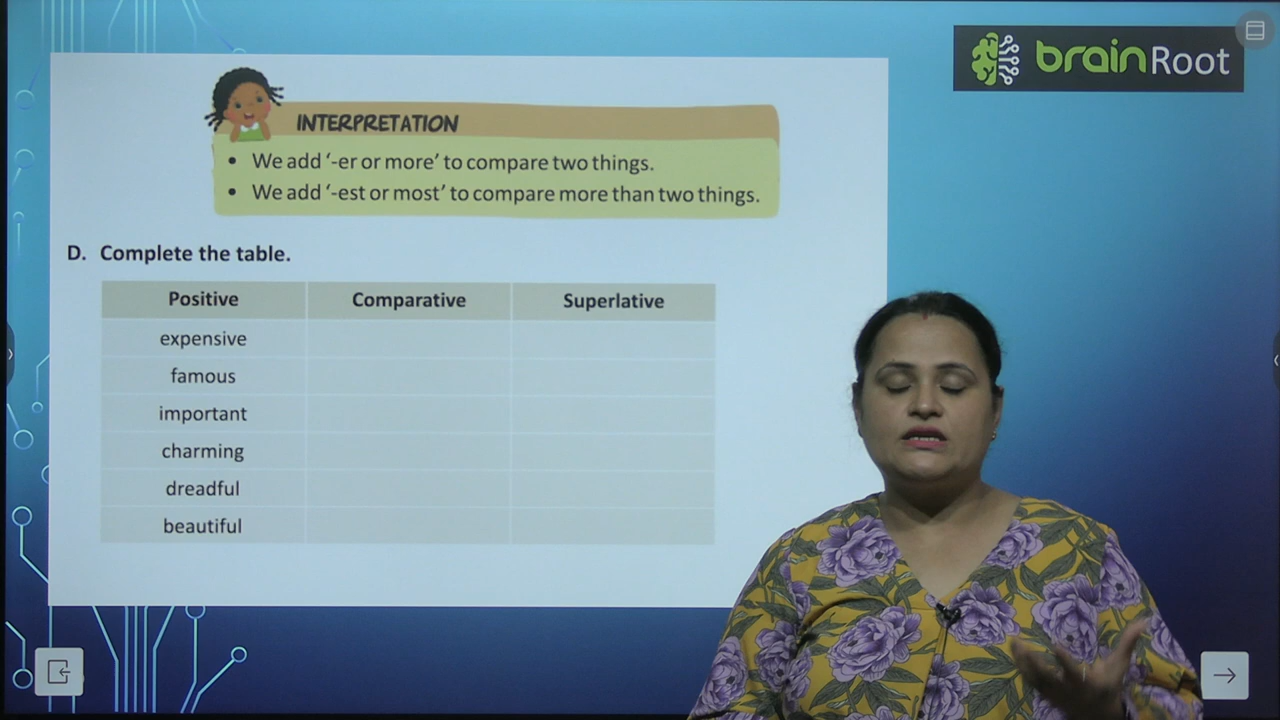 brainRoot
INTERPRETATION
• We add ‘-er or more’ to compare two things.
• We add ‘-est or most’ to compare more than two things.
D. Complete the table.
Positive Comparative Superlative
expensive
famous
important
charming
dreadful
beautiful